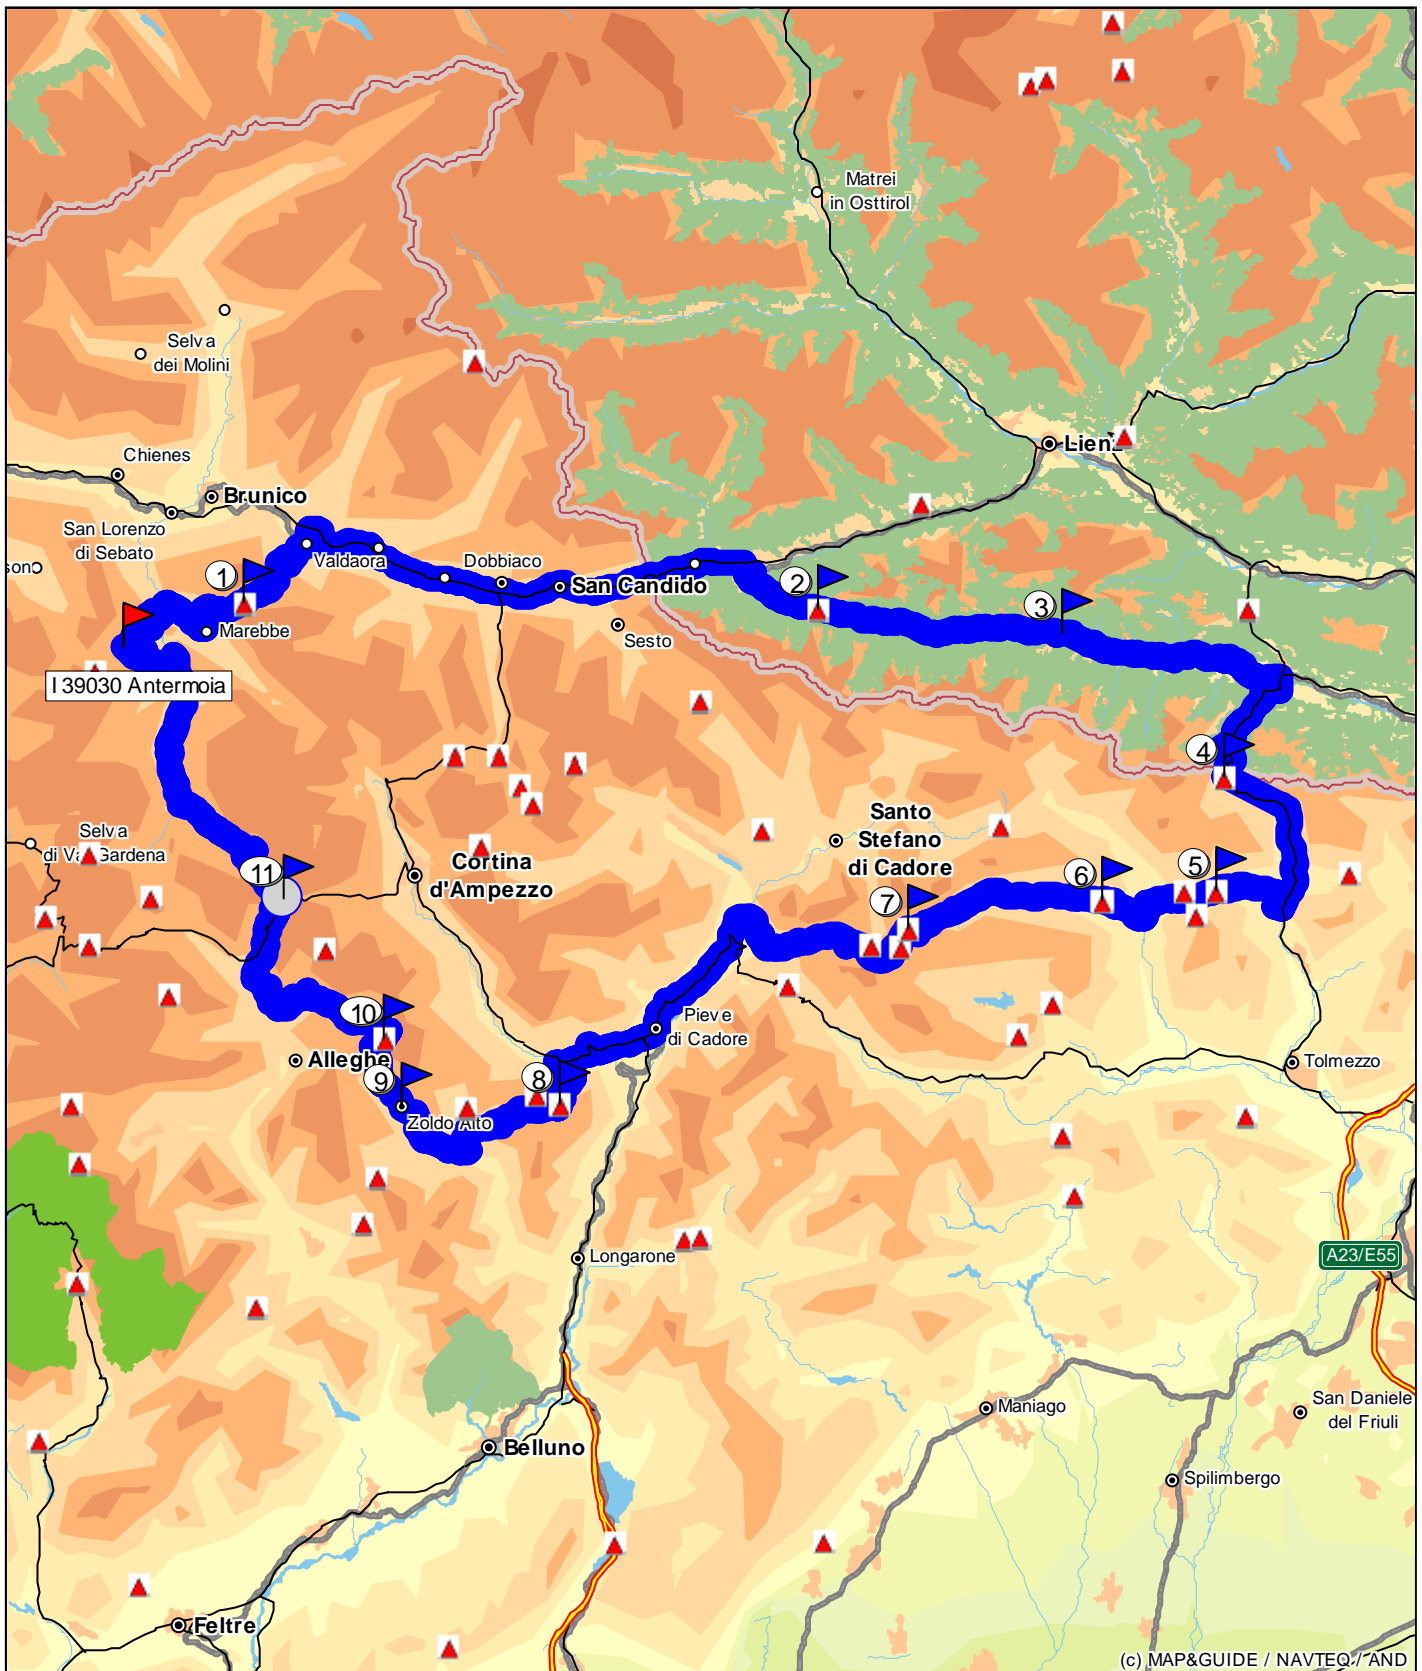 Matrei
in Osttirol
Selva
dei Molini
Chienes
Brunico
Lienz
San Lorenzo
di Sebato
Valdaora
Dobbiaco
San Candido
1
2
3
Marebbe
Sesto
I 39030 Antermoia
4
Santo
Stefano
di Cadore
Selva
di Val Gardena
Cortina
d'Ampezzo
11
5
6
7
10
Pieve
di Cadore
Alleghe
9
8
Zoldo Alto
Tolmezzo
Longarone
A23/E55
Maniago
San Daniele
del Friuli
Belluno
Spilimbergo
Feltre
(c) MAP&GUIDE / NAVTEQ / AND